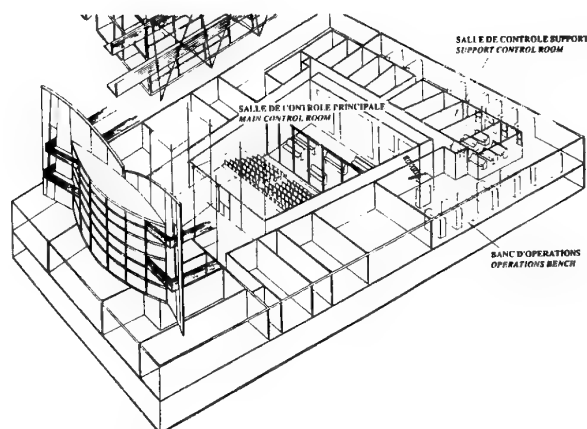 SALLE DE CONTROLE SUPPORT
SUPPORT CONTROL ROOM
SALLE DE CONTROLE PRINCIPALE
MAIN CONTROL ROOM
BANC D'OPERATIONS
OPERATIONS BENCH